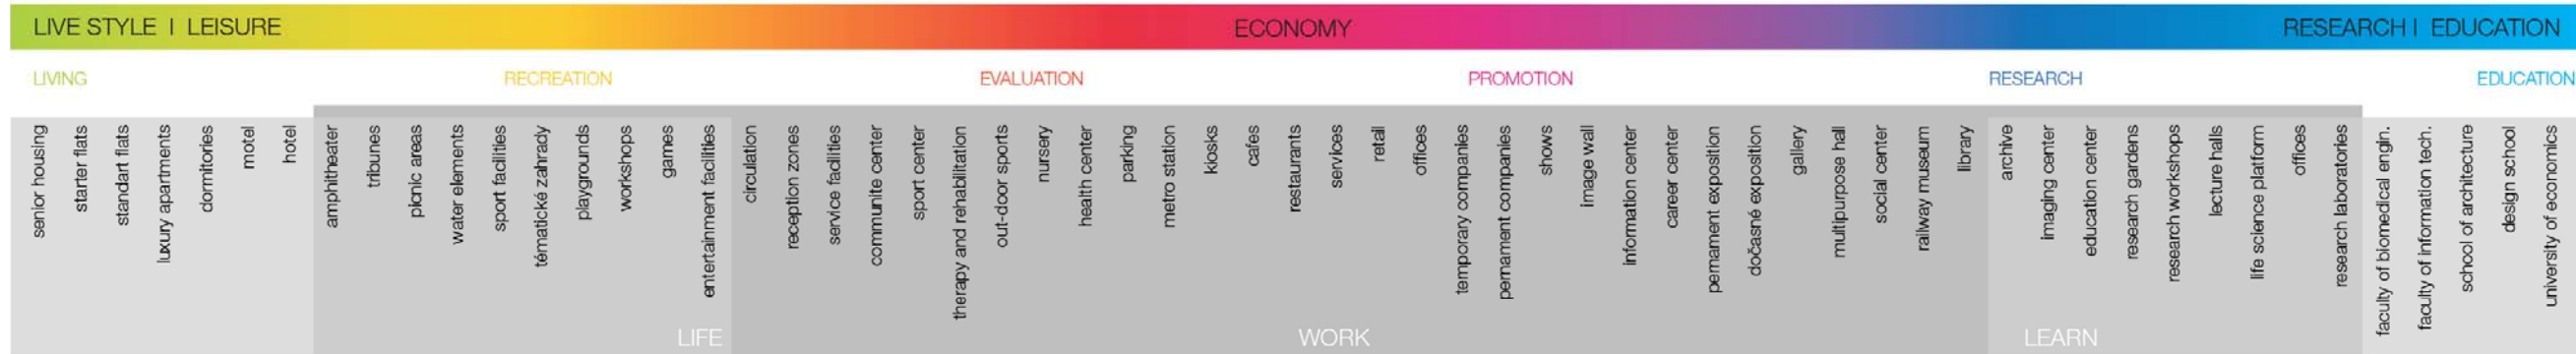 LIVE STYLE | LEISURE
ECONOMY
RESEARCH | EDUCATION
LIVING
RECREATION
EVALUATION
PROMOTION
RESEARCH
EDUCATION
senior housing
starter flats
standart flats
luxury apartments
dormitories
motel
hotel
amphitheater
tribunes
picnic areas
water elements
sport facilities
tématické zahrady
playgrounds
workshops
games
entertainment facilities
circulation
reception zones
service facilities
communite center
sport center
therapy and rehabilitation
out-door sports
nursery
health center
parking
metro station
kiosks
cafes
restaurants
services
retail
offices
temporary companies
pernament companies
shows
image wall
information center
career center
pernament exposition
dočasné exposition
gallery
multipurpose hall
social center
railway museum
library
archive
imaging center
education center
research gardens
research workshops
lecture halls
life science platform
offices
research laboratories
faculty of biomedical engin.
faculty of information tech.
school of architecture
design school
university of economics
LIFE
WORK
LEARN